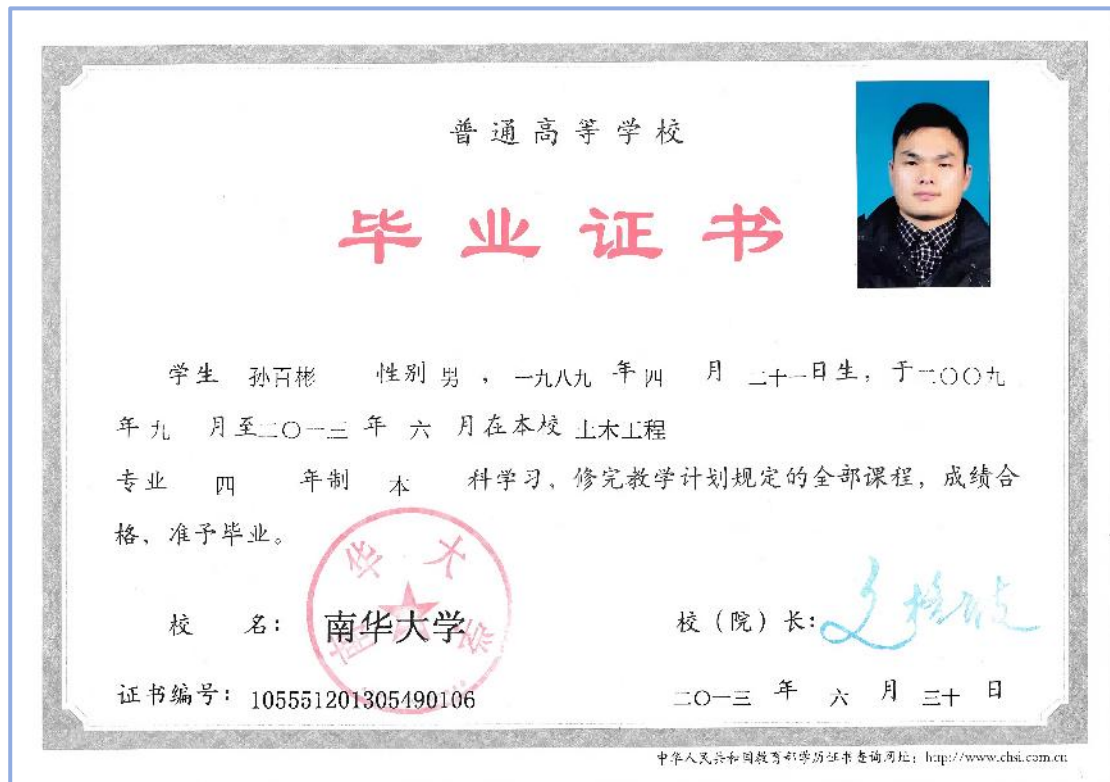 普通高等学校
毕业证书
学生 孙百彬 性别 男 ，一九八九 年 四 月 二十一日生，于二〇〇九
年 九 月至二〇一三 年 六 月在本校 土木工程
专业 四 年制 本 科学习，修完教学计划规定的全部课程，成绩合
格，准予毕业。
南华大学
校 名： 南华大学 校（院）长：
证书编号：105551201305490106 二〇一三 年 六 月 三十 日
中华人民共和国教育部学历证书查询网址：http://www.chsi.com.cn